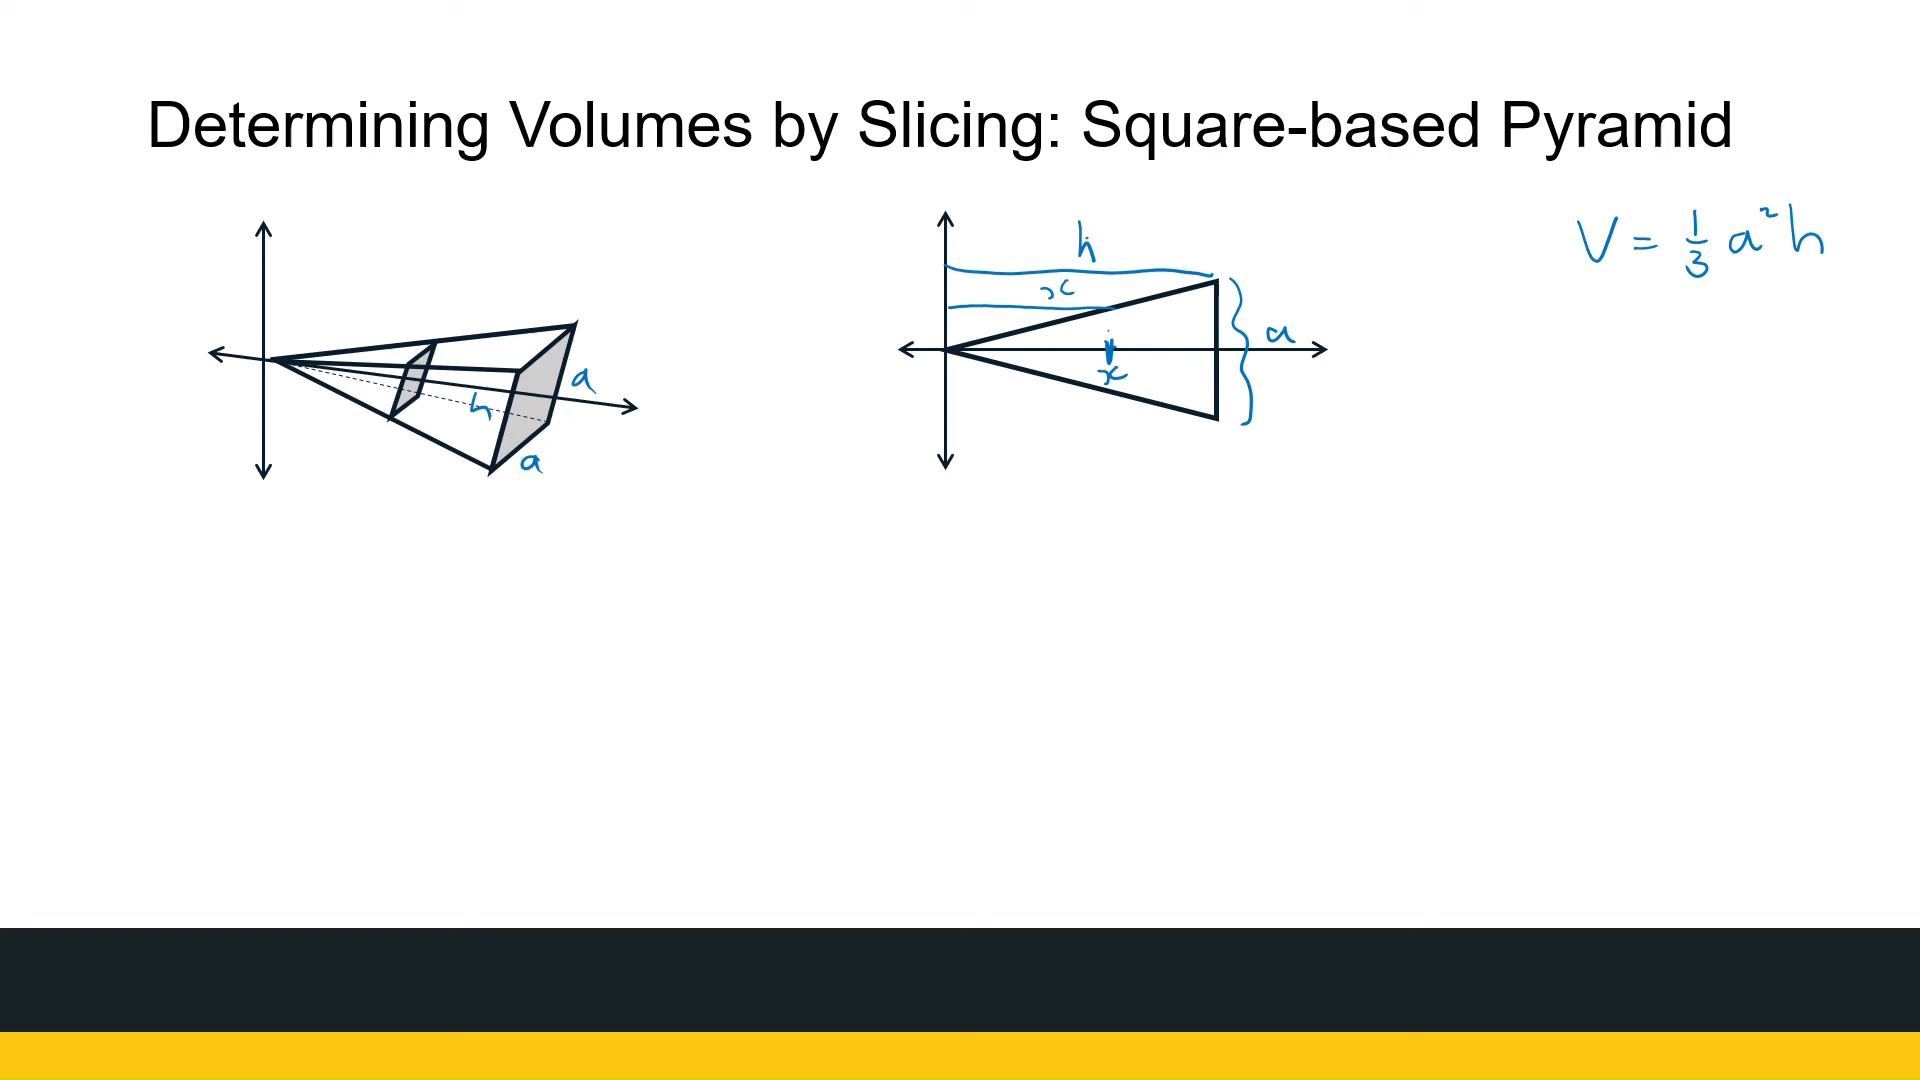 Determining Volumes by Slicing: Square-based Pyramid
h
a
a
h
x
x
a
V = 1/3 a²h